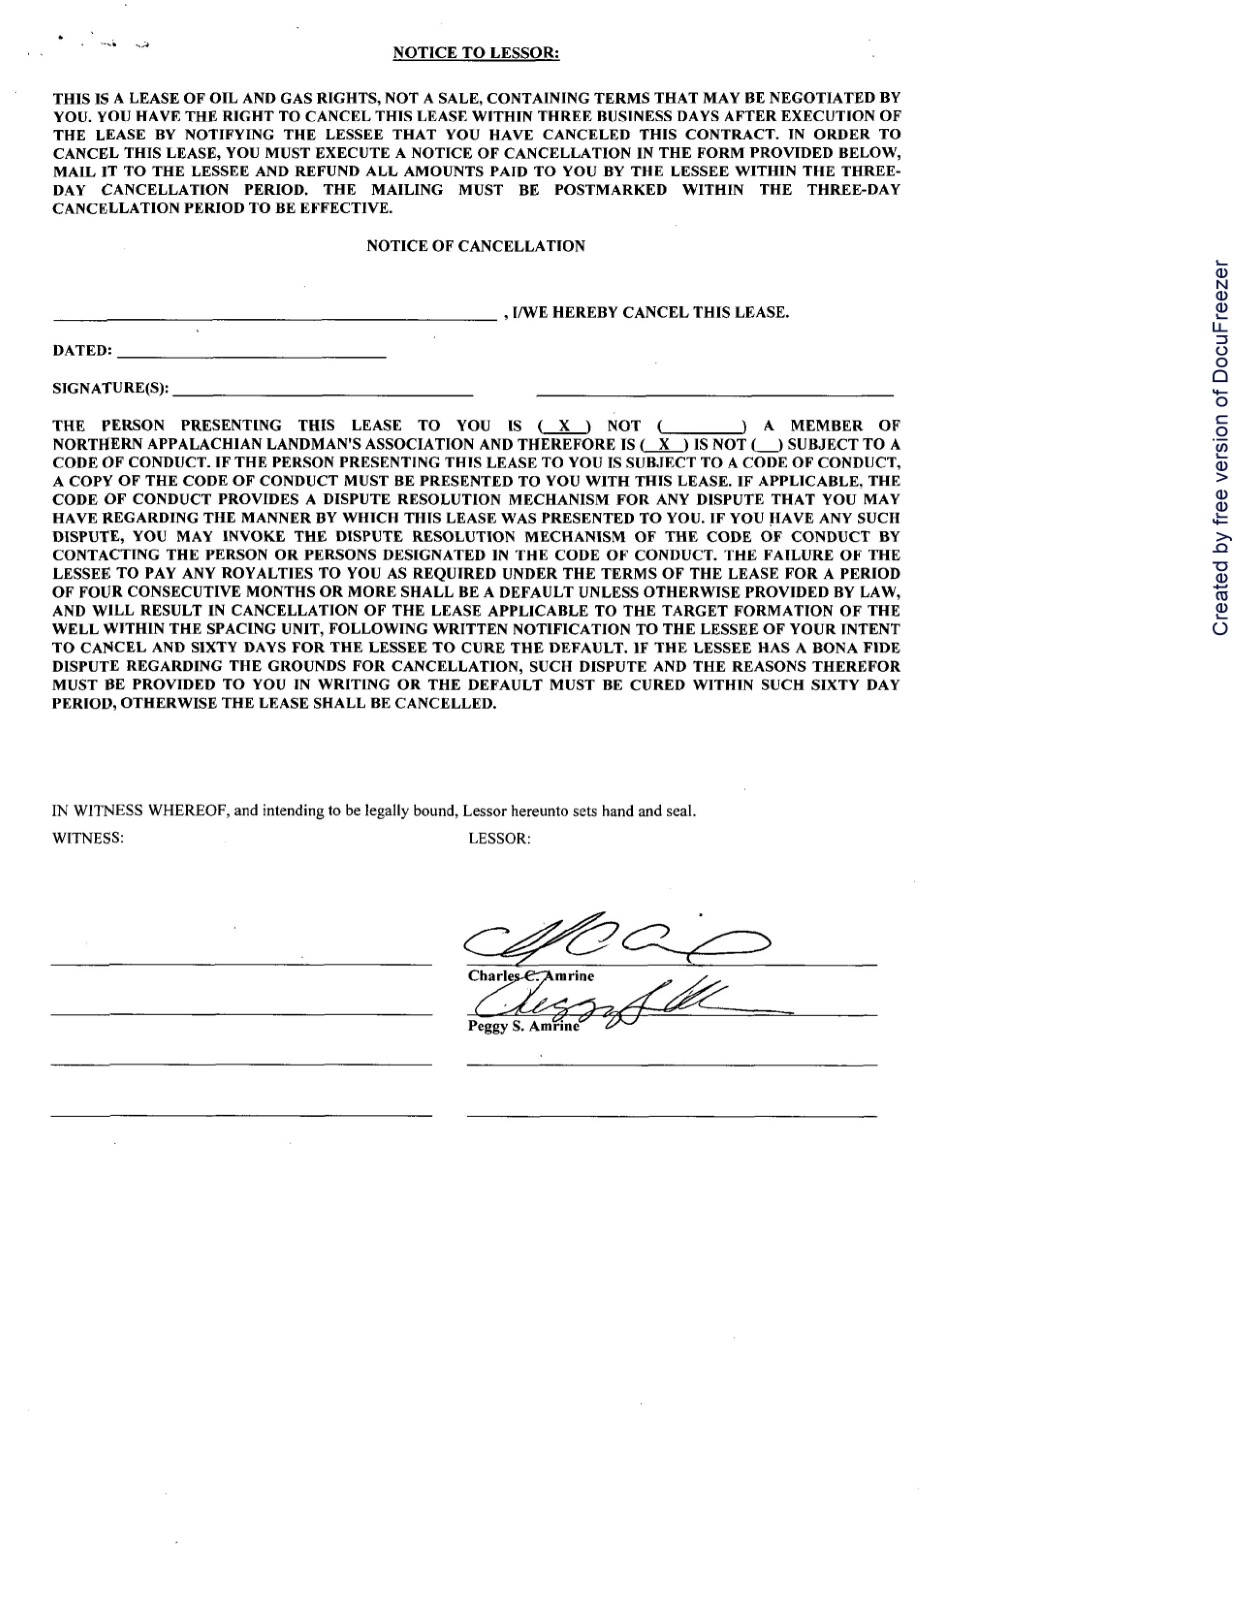 NOTICE TO LESSOR:
THIS IS A LEASE OF OIL AND GAS RIGHTS, NOT A SALE, CONTAINING TERMS THAT MAY BE NEGOTIATED BY
YOU. YOU HAVE THE RIGHT TO CANCEL THIS LEASE WITHIN THREE BUSINESS DAYS AFTER EXECUTION OF
THE LEASE BY NOTIFYING THE LESSEE THAT YOU HAVE CANCELED THIS CONTRACT. IN ORDER TO
CANCEL THIS LEASE, YOU MUST EXECUTE A NOTICE OF CANCELLATION IN THE FORM PROVIDED BELOW,
MAIL IT TO THE LESSEE AND REFUND ALL AMOUNTS PAID TO YOU BY THE LESSEE WITHIN THE THREE-
DAY CANCELLATION PERIOD. THE MAILING MUST BE POSTMARKED WITHIN THE THREE-DAY
CANCELLATION PERIOD TO BE EFFECTIVE.
NOTICE OF CANCELLATION
, I/WE HEREBY CANCEL THIS LEASE.
DATED:
SIGNATURE(S):
THE PERSON PRESENTING THIS LEASE TO YOU IS ( X ) NOT (________) A MEMBER OF
NORTHERN APPALACHIAN LANDMAN'S ASSOCIATION AND THEREFORE IS ( X ) IS NOT (__) SUBJECT TO A
CODE OF CONDUCT. IF THE PERSON PRESENTING THIS LEASE TO YOU IS SUBJECT TO A CODE OF CONDUCT,
A COPY OF THE CODE OF CONDUCT MUST BE PRESENTED TO YOU WITH THIS LEASE. IF APPLICABLE, THE
CODE OF CONDUCT PROVIDES A DISPUTE RESOLUTION MECHANISM FOR ANY DISPUTE THAT YOU MAY
HAVE REGARDING THE MANNER BY WHICH THIS LEASE WAS PRESENTED TO YOU. IF YOU HAVE ANY SUCH
DISPUTE, YOU MAY INVOKE THE DISPUTE RESOLUTION MECHANISM OF THE CODE OF CONDUCT BY
CONTACTING THE PERSON OR PERSONS DESIGNATED IN THE CODE OF CONDUCT. THE FAILURE OF THE
LESSEE TO PAY ANY ROYALTIES TO YOU AS REQUIRED UNDER THE TERMS OF THE LEASE FOR A PERIOD
OF FOUR CONSECUTIVE MONTHS OR MORE SHALL BE A DEFAULT UNLESS OTHERWISE PROVIDED BY LAW,
AND WILL RESULT IN CANCELLATION OF THE LEASE APPLICABLE TO THE TARGET FORMATION OF THE
WELL WITHIN THE SPACING UNIT, FOLLOWING WRITTEN NOTIFICATION TO THE LESSEE OF YOUR INTENT
TO CANCEL AND SIXTY DAYS FOR THE LESSEE TO CURE THE DEFAULT. IF THE LESSEE HAS A BONA FIDE
DISPUTE REGARDING THE GROUNDS FOR CANCELLATION, SUCH DISPUTE AND THE REASONS THEREFOR
MUST BE PROVIDED TO YOU IN WRITING OR THE DEFAULT MUST BE CURED WITHIN SUCH SIXTY DAY
PERIOD, OTHERWISE THE LEASE SHALL BE CANCELLED.
IN WITNESS WHEREOF, and intending to be legally bound, Lessor hereunto sets hand and seal.
WITNESS: LESSOR:
Charles C. Amrine
Peggy S. Amrine
Created by free version of DocuFreezer